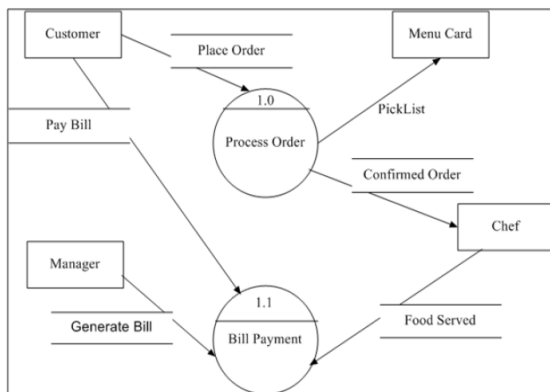 Customer
Menu Card
Place Order
1.0
PickList
Pay Bill
Process Order
Confirmed Order
Chef
Manager
1.1
Generate Bill
Food Served
Bill Payment